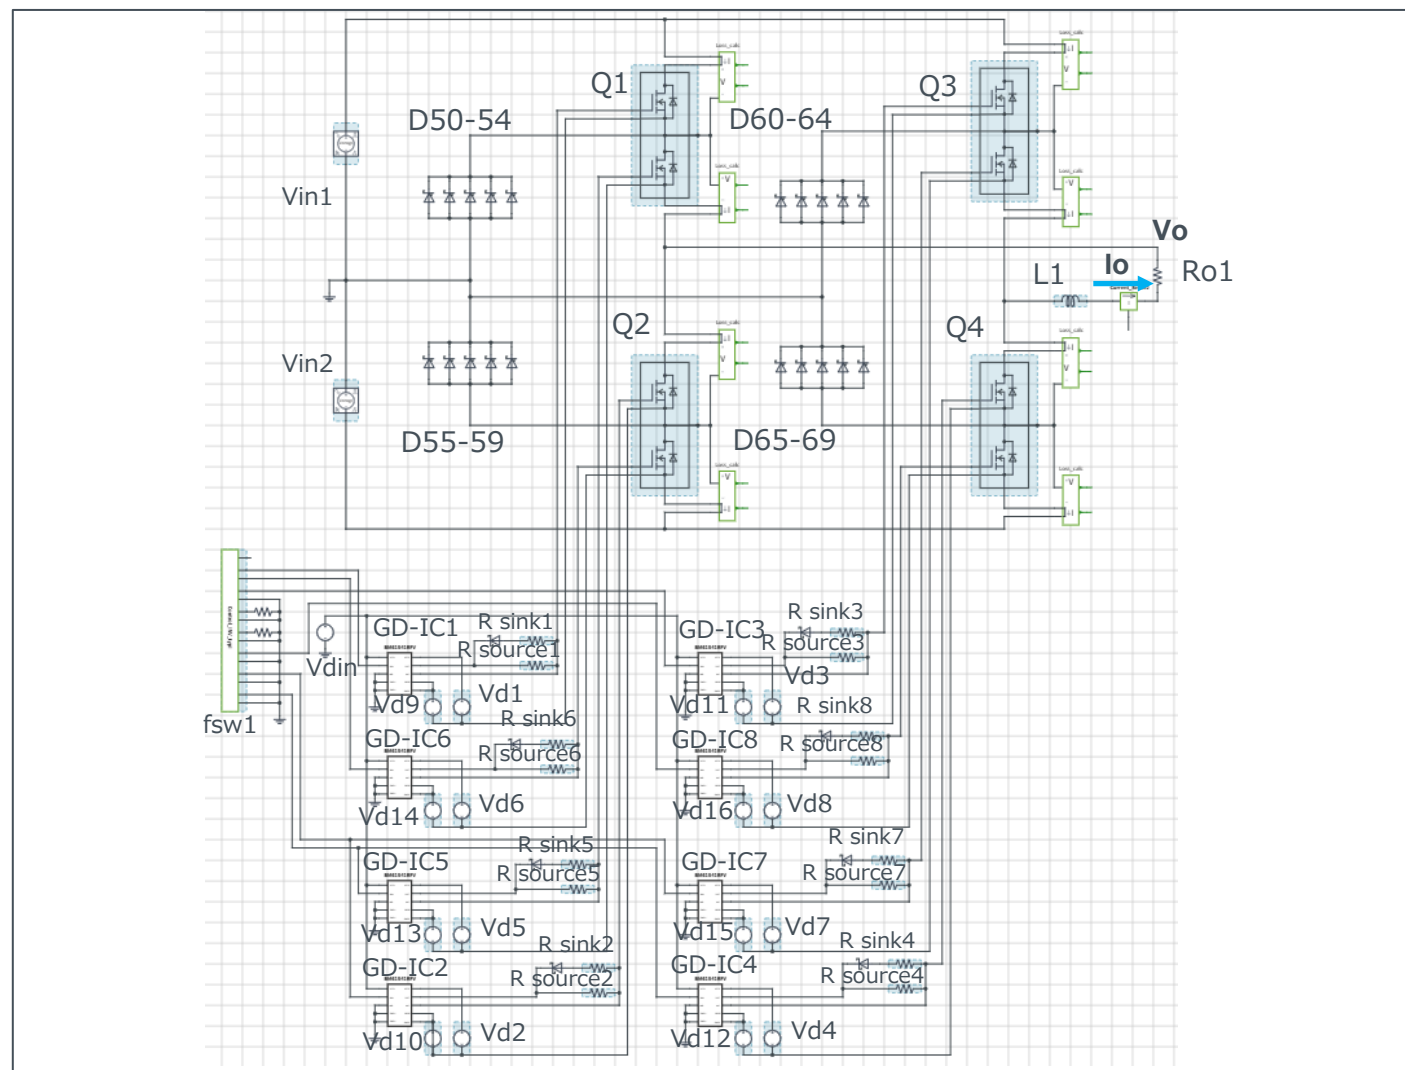 Q1
Q3
D50-54
D60-64
Vin1
Vo
Io
L1
Ro1
Q2
Q4
Vin2
D55-59
D65-69
R sink1
R sink3
GD-IC1
GD-IC3
R source1
R source3
Vdin
Vd9
Vd1
Vd11
Vd3
fsw1
R sink6
R sink8
GD-IC6
GD-IC8
R source6
R source8
Vd14
Vd6
Vd16
Vd8
R sink5
R sink7
GD-IC5
GD-IC7
R source5
R source7
Vd13
Vd5
Vd15
Vd7
R sink2
R sink4
GD-IC2
GD-IC4
R source2
R source4
Vd10
Vd2
Vd12
Vd4